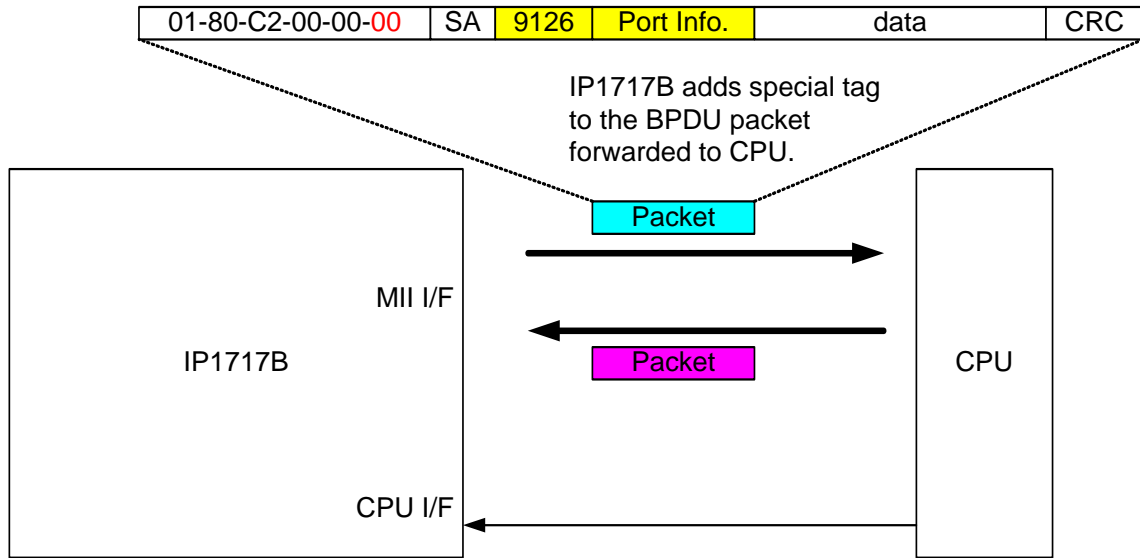 01-80-C2-00-00-00 SA 9126 Port Info. data CRC
IP1717B adds special tag
to the BPDU packet
forwarded to CPU.
Packet
MII I/F
IP1717B
Packet
CPU
CPU I/F